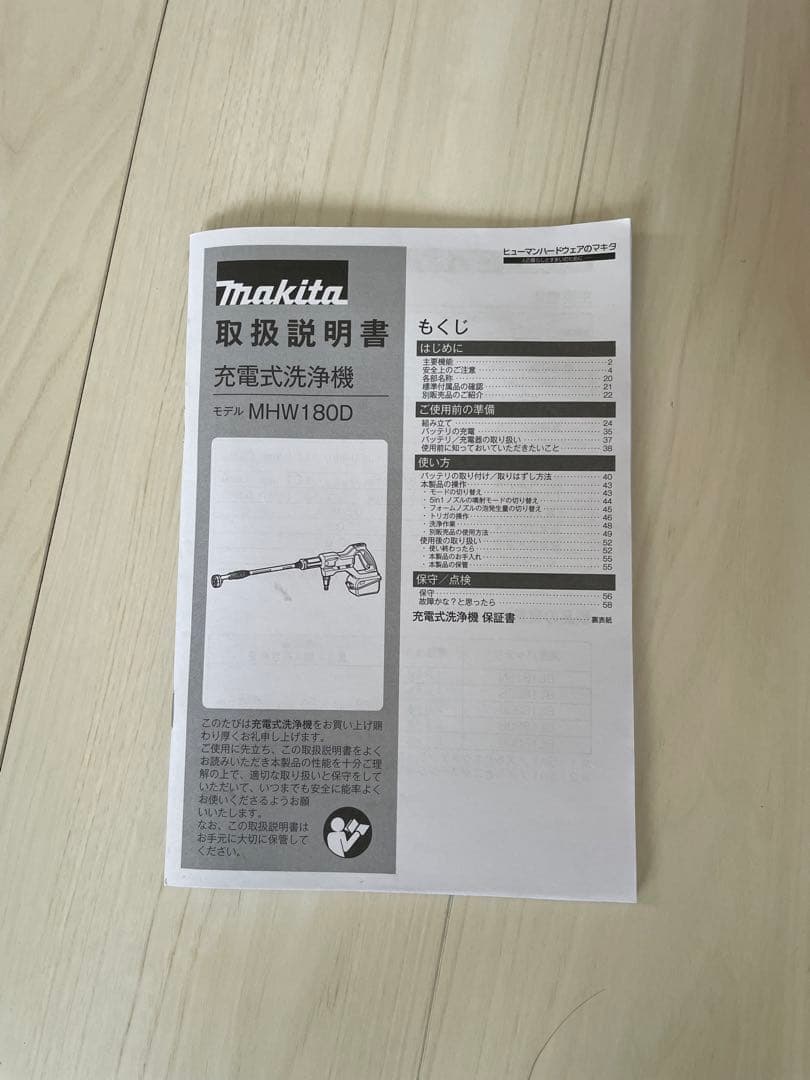 makita
取扱説明書
充電式洗浄機
モデル MHW180D
このたびは充電式洗浄機をお買い上げ賜
わり厚くお礼申し上げます。
ご使用に先立ち、この取扱説明書をよく
お読みいただき本製品の性能を十分ご理
解の上で、適切な取り扱いと保守をして
いただいて、いつまでも安全に能率よく
お使いくださるようお願
いいたします。
なお、この取扱説明書は
お手元に大切に保管して
ください。
ヒューマンハードウェアのマキタ
人の暮らしとすまいのために
もくじ
はじめに
主要機能 2
安全上のご注意 4
各部名称 20
標準付属品の確認 21
別販売品のご紹介 22
ご使用前の準備
組み立て 24
バッテリの充電 35
バッテリ／充電器の取り扱い 37
使用前に知っておいていただきたいこと 38
使い方
バッテリの取り付け／取りはずし方法 40
本製品の操作 43
・モードの切り替え 43
・5in1 ノズルの噴射モードの切り替え 44
・フォームノズルの泡発生量の切り替え 45
・トリガの操作 46
・洗浄作業 48
・別販売品の使用方法 49
使用後の取り扱い 52
・使い終わったら 52
・本製品のお手入れ 55
・本製品の保管 55
保守／点検
保守 56
故障かな？と思ったら 58
充電式洗浄機 保証書 裏表紙